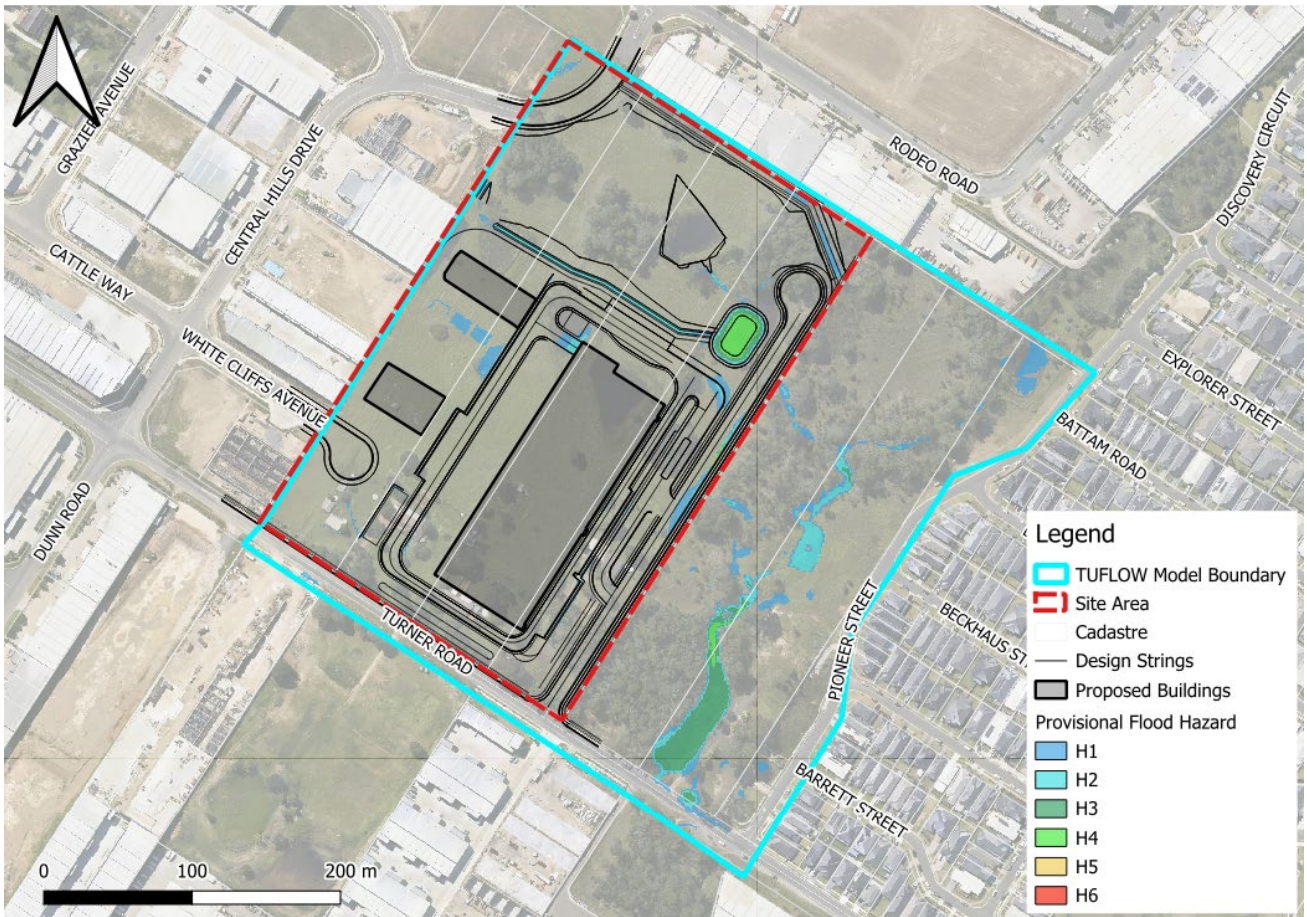 GRAZIER AVENUE
CENTRAL HILLS DRIVE
CATTLE WAY
WHITE CLIFFS AVENUE
DUNN ROAD
TURNER ROAD
RODEO ROAD
DISCOVERY CIRCUIT
EXPLORER STREET
BATTAM ROAD
BECKHAUS
PIONEER STREET
BARRETT STREET
0 100 200 m
Legend
TUFLOW Model Boundary
Site Area
Cadastre
Design Strings
Proposed Buildings
Provisional Flood Hazard
H1
H2
H3
H4
H5
H6